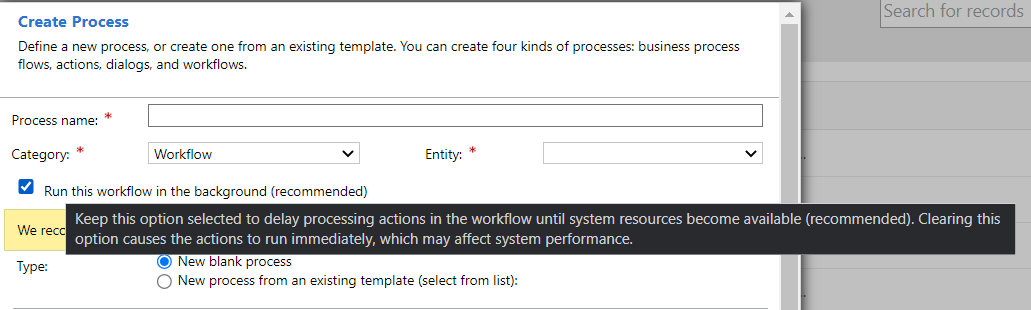 Search for records
Create Process
Define a new process, or create one from an existing template. You can create four kinds of processes: business process
flows, actions, dialogs, and workflows.
Process name: *
Category: * Workflow Entity: *
Run this workflow in the background (recommended)
Keep this option selected to delay processing actions in the workflow until system resources become available (recommended). Clearing this
option causes the actions to run immediately, which may affect system performance.
We
Type: New blank process
New process from an existing template (select from list):